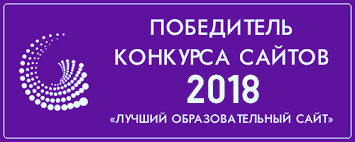 ПОБЕДИТЕЛЬ
КОНКУРСА САЙТОВ
2018
«ЛУЧШИЙ ОБРАЗОВАТЕЛЬНЫЙ САЙТ»